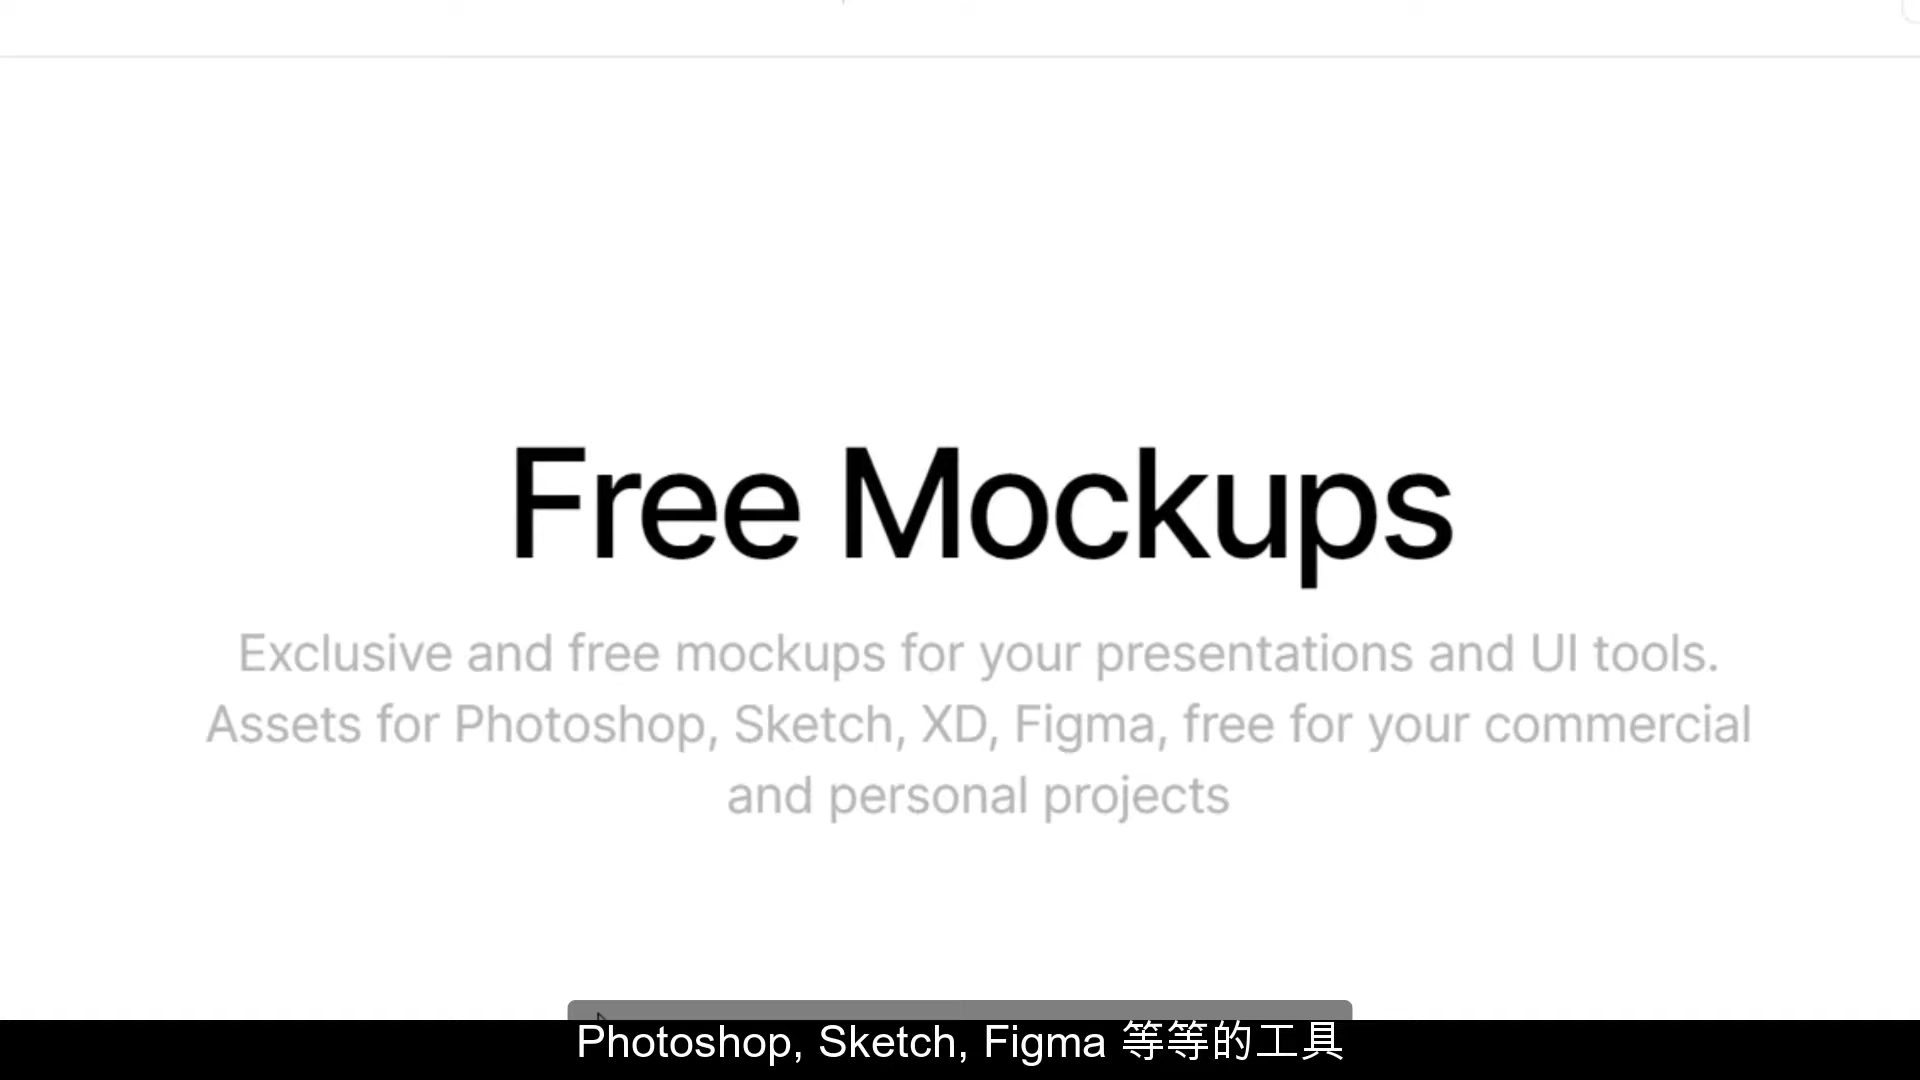 Free Mockups
Exclusive and free mockups for your presentations and UI tools.
Assets for Photoshop, Sketch, XD, Figma, free for your commercial
and personal projects
Photoshop, Sketch, Figma 等等的工具